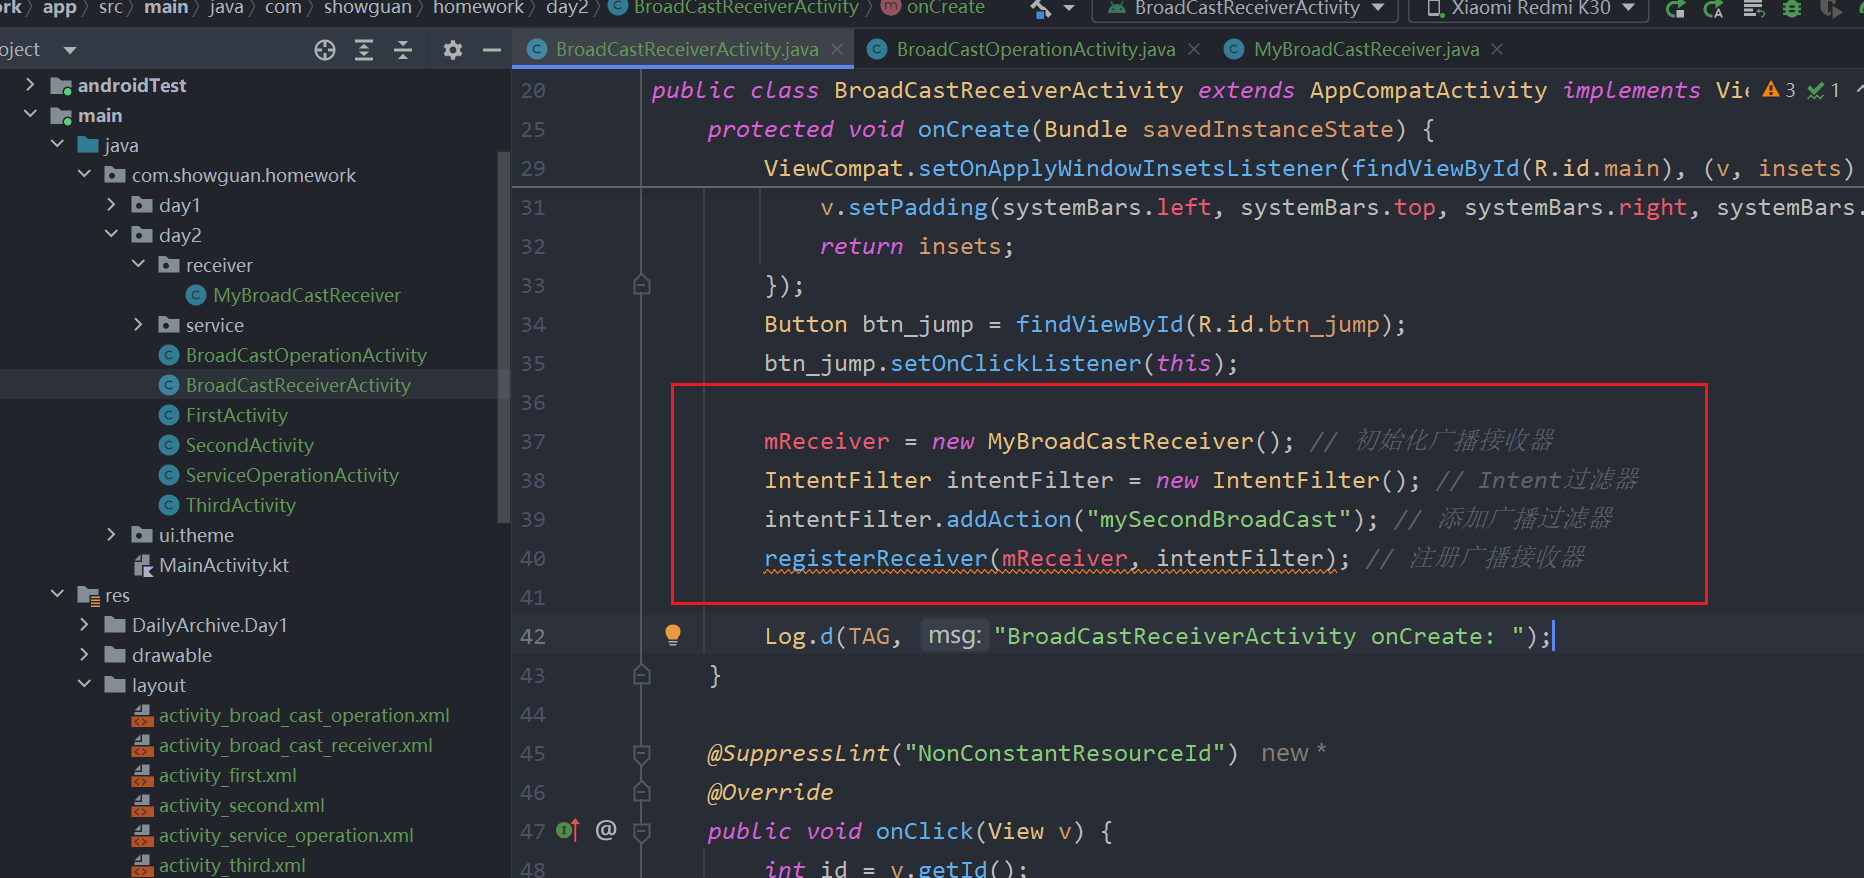 rk app src main java com showguan homework day2 BroadCastReceiverActivity onCreate BroadCastReceiverActivity Xiaomi Redmi K30
oject BroadCastReceiverActivity.java BroadCastOperationActivity.java MyBroadCastReceiver.java
androidTest
main
java
com.showguan.homework
day1
day2
receiver
MyBroadCastReceiver
service
BroadCastOperationActivity
BroadCastReceiverActivity
FirstActivity
SecondActivity
ServiceOperationActivity
ThirdActivity
ui.theme
MainActivity.kt
res
DailyArchive.Day1
drawable
layout
activity_broad_cast_operation.xml
activity_broad_cast_receiver.xml
activity_first.xml
activity_second.xml
activity_service_operation.xml
activity_third.xml
20 public class BroadCastReceiverActivity extends AppCompatActivity implements Vi 3 1
25 protected void onCreate(Bundle savedInstanceState) {
29 ViewCompat.setOnApplyWindowInsetsListener(findViewById(R.id.main), (v, insets)
31 v.setPadding(systemBars.left, systemBars.top, systemBars.right, systemBars.
32 return insets;
33 });
34 Button btn_jump = findViewById(R.id.btn_jump);
35 btn_jump.setOnClickListener(this);
36
37 mReceiver = new MyBroadCastReceiver(); // 初始化广播接收器
38 IntentFilter intentFilter = new IntentFilter(); // Intent过滤器
39 intentFilter.addAction("mySecondBroadCast"); // 添加广播过滤器
40 registerReceiver(mReceiver, intentFilter); // 注册广播接收器
41
42 Log.d(TAG, msg: "BroadCastReceiverActivity onCreate: ");
43 }
44
45 @SuppressLint("NonConstantResourceId") new *
46 @Override
47 public void onClick(View v) {
48 int id = v.getId();